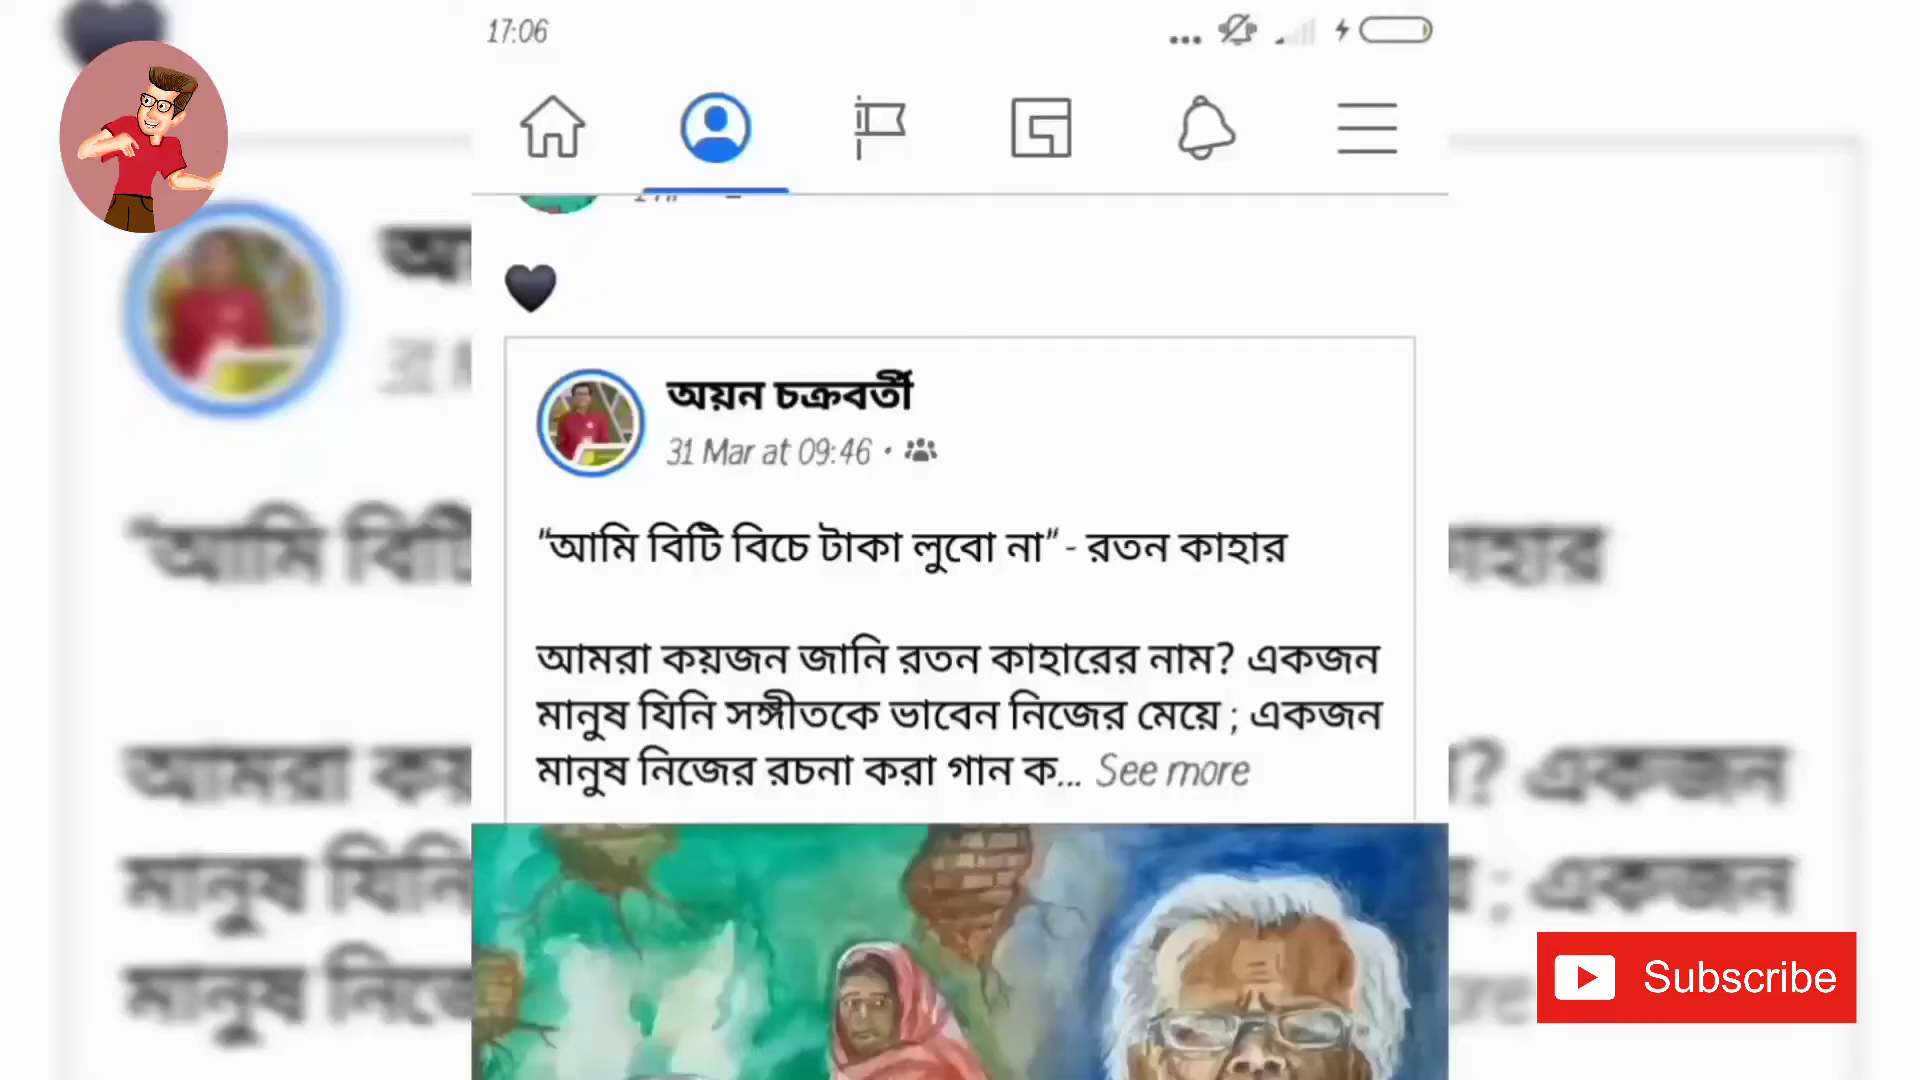 17:06
অয়ন চক্রবর্তী
31 Mar at 09:46 •
"আমি বিটি বিচে টাকা লুবো না" - রতন কাহার
আমরা কয়জন জানি রতন কাহারের নাম? একজন
মানুষ যিনি সঙ্গীতকে ভাবেন নিজের মেয়ে ; একজন
মানুষ নিজের রচনা করা গান ক... See more
Subscribe